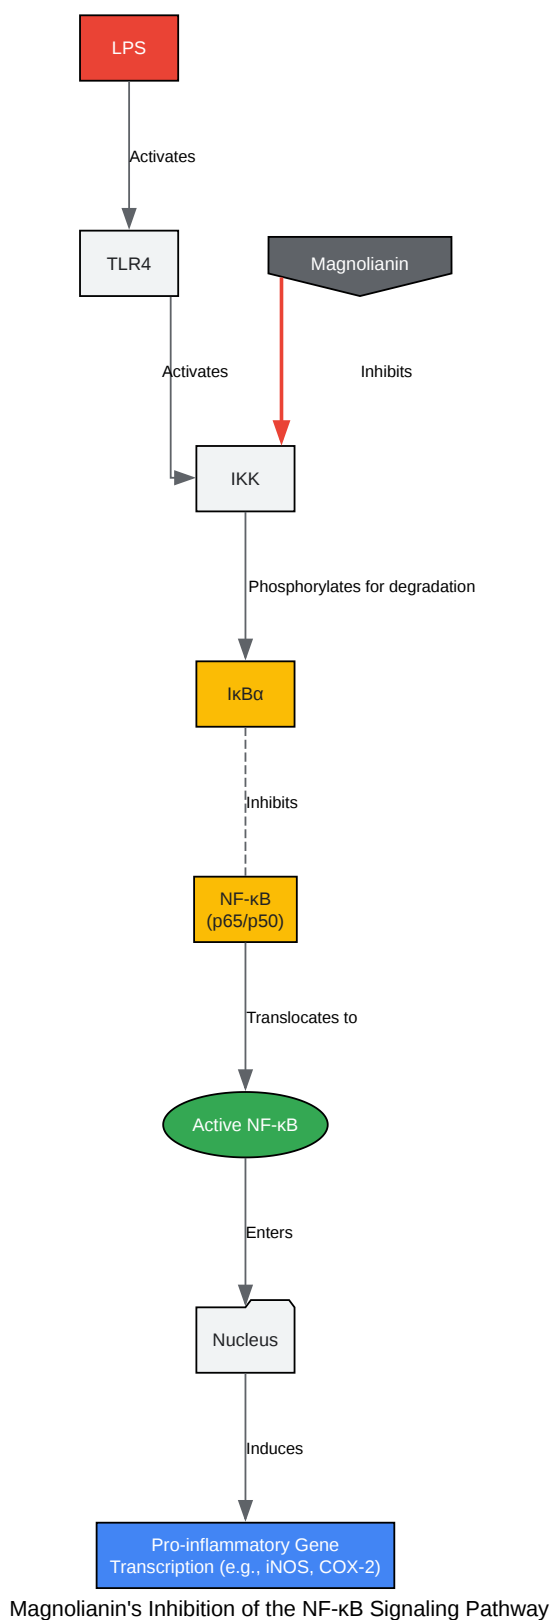 LPS
Activates
TLR4
Magnolianin
Activates
Inhibits
IKK
Phosphorylates for degradation
IκBα
Inhibits
NF-κB
(p65/p50)
Translocates to
Active NF-κB
Enters
Nucleus
Induces
Pro-inflammatory Gene
Transcription (e.g., iNOS, COX-2)
Magnolianin's Inhibition of the NF-κB Signaling Pathway